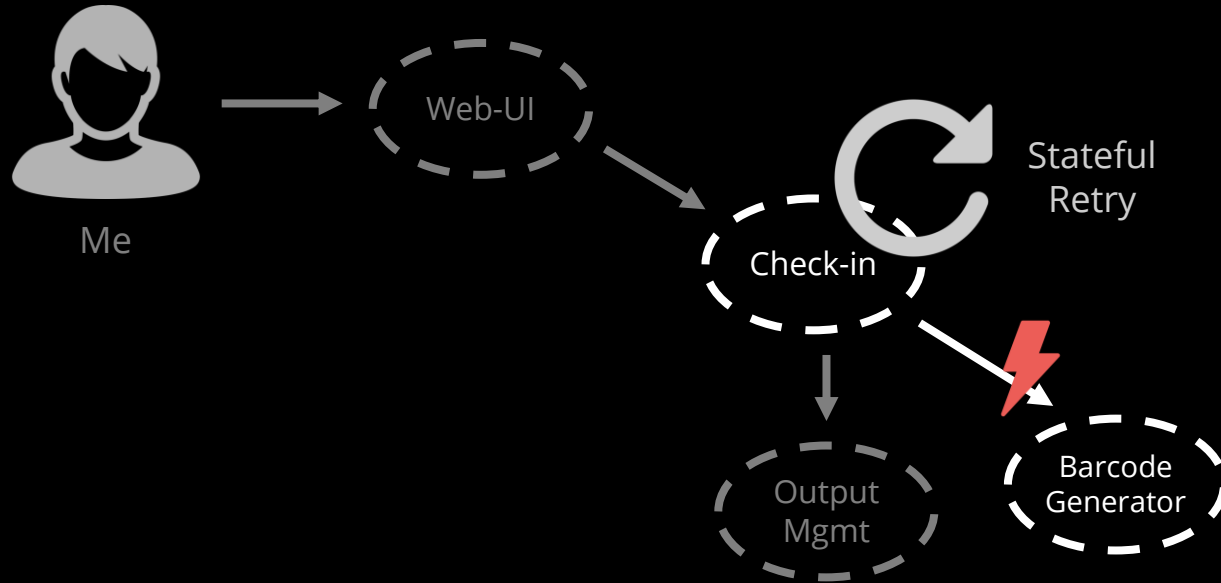 Me
Web-UI
Stateful
Retry
Check-in
Output
Mgmt
Barcode
Generator